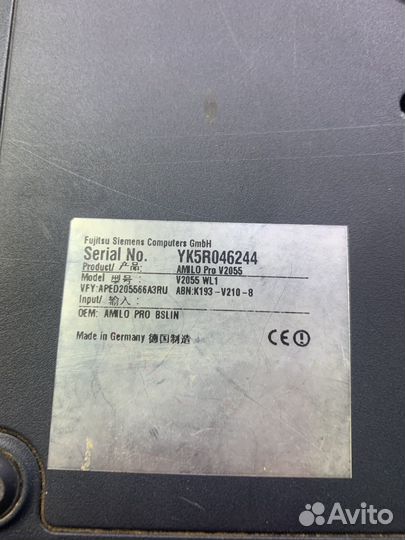 Fujitsu Siemens Computers GmbH
Serial No. YK5R046244
Product/ 产品: AMILO Pro V2055
Model 型号: V2055 WL1
VFY:APED205566A3RU ABN:K193-V210-8
Input/ 输入:
OEM: AMILO PRO BSLIN
Made in Germany 德国制造 CE
Avito